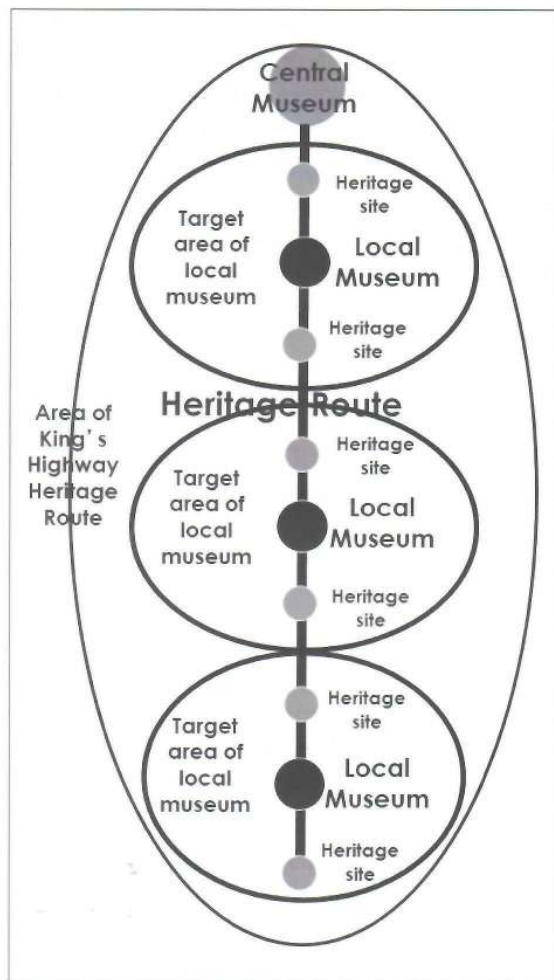 Central
Museum
Heritage
site
Target
area of
local
museum
Local
Museum
Heritage
site
Heritage Route
Area of
King's
Highway
Heritage
Route
Heritage
site
Target
area of
local
museum
Local
Museum
Heritage
site
Heritage
site
Target
area of
local
museum
Local
Museum
Heritage
site